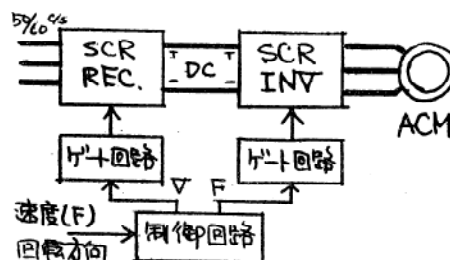 50/60 c/s
SCR
REC.
DC
SCR
INV
ACM
ゲート回路
ゲート回路
V
F
速度(F)
回転方向
制御回路